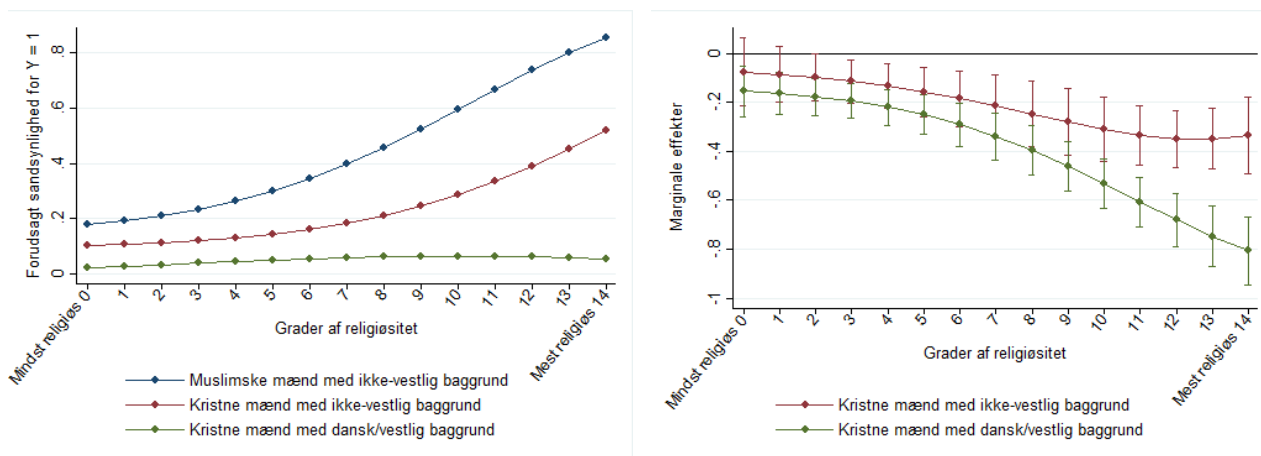 Forudsagt sandsynlighed for Y = 1
.8
.6
.4
.2
0
Mindst religiøs 0
1
2
3
4
5
6
7
8
9
10
11
12
13
Mest religiøs 14
Grader af religiøsitet
Muslimske mænd med ikke-vestlig baggrund
Kristne mænd med ikke-vestlig baggrund
Kristne mænd med dansk/vestlig baggrund
Marginale effekter
0
-.2
-.4
-.6
-.8
-1
Mindst religiøs 0
1
2
3
4
5
6
7
8
9
10
11
12
13
Mest religiøs 14
Grader af religiøsitet
Kristne mænd med ikke-vestlig baggrund
Kristne mænd med dansk/vestlig baggrund